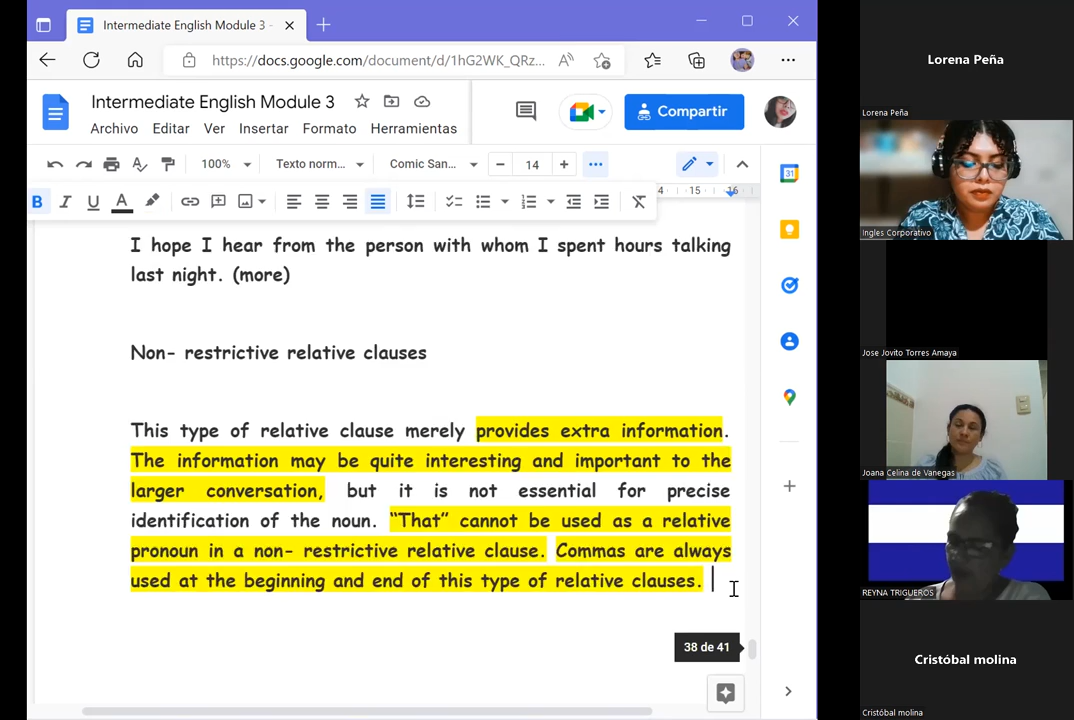 Intermediate English Module 3 -
https://docs.google.com/document/d/1hG2WK_QRz...
Intermediate English Module 3
Archivo Editar Ver Insertar Formato Herramientas
Compartir
100% Texto norm... Comic San... 14
14 15 16
I hope I hear from the person with whom I spent hours talking
last night. (more)
Non- restrictive relative clauses
This type of relative clause merely provides extra information.
The information may be quite interesting and important to the
larger conversation, but it is not essential for precise
identification of the noun. “That” cannot be used as a relative
pronoun in a non- restrictive relative clause. Commas are always
used at the beginning and end of this type of relative clauses.
38 de 41
Lorena Peña
Lorena Peña
Ingles Corporativo
Jose Jovito Torres Amaya
Joana Celina de Vanegas
REYNA TRIGUEROS
Cristóbal molina
Cristóbal molina